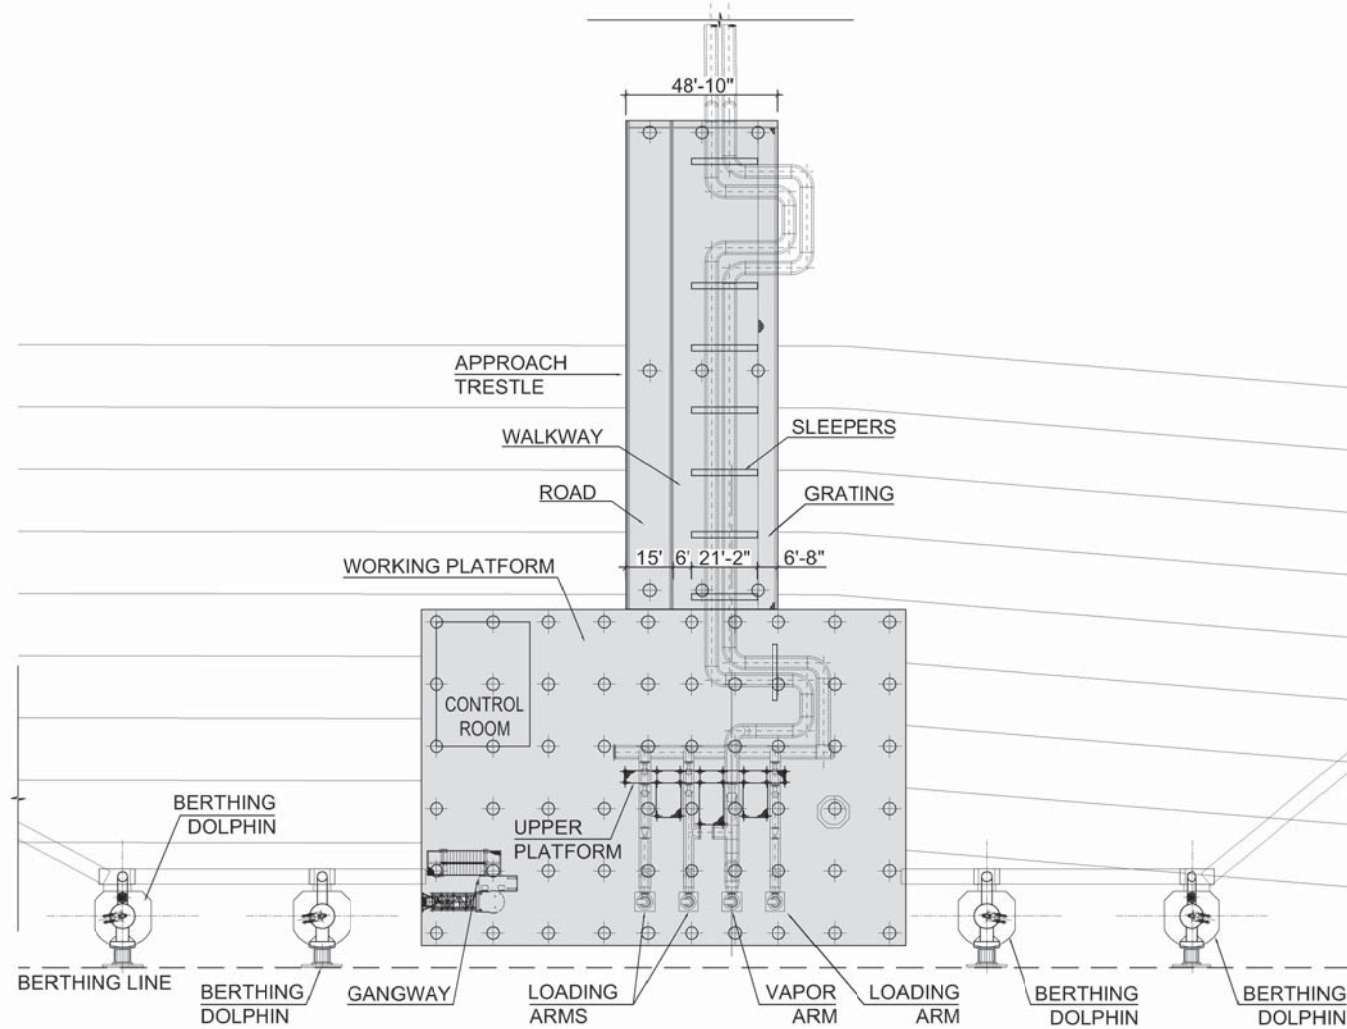 48'-10"
APPROACH
TRESTLE
WALKWAY
SLEEPERS
ROAD
GRATING
15'
6'
21'-2"
6'-8"
WORKING PLATFORM
CONTROL
ROOM
BERTHING
DOLPHIN
UPPER
PLATFORM
BERTHING LINE
BERTHING
DOLPHIN
GANGWAY
LOADING
ARMS
VAPOR
ARM
LOADING
ARM
BERTHING
DOLPHIN
BERTHING
DOLPHIN